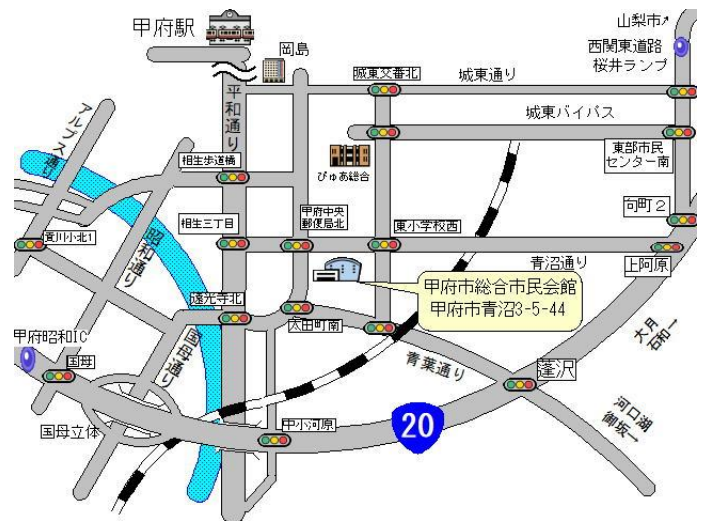 甲府駅
岡島
山梨市↗
西関東道路
桜井ランプ
城東交番北
城東通り
平和通り
アルプス通り
城東バイパス
相生歩道橋
ぴゅあ総合
東部市民
センター南
向町2
貢川小北1
昭和通り
相生三丁目
甲府中央
郵便局北
東小学校西
青沼通り
上阿原
甲府市総合市民会館
甲府市青沼3-5-44
遠光寺北
太田町南
大月
石和→
甲府昭和IC
国母
国母通り
青葉通り
蓬沢
国母立体
中小河原
20
河口湖
御坂→